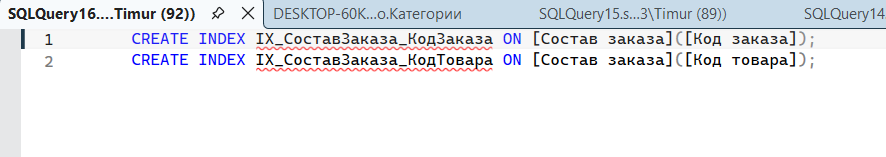 SQLQuery16....Timur (92))
DESKTOP-60K...o.Категории
SQLQuery15.s...3\Timur (89))
SQLQuery14
1 CREATE INDEX IX_СоставЗаказа_КодЗаказа ON [Состав заказа]([Код заказа]);
2 CREATE INDEX IX_СоставЗаказа_КодТовара ON [Состав заказа]([Код товара]);